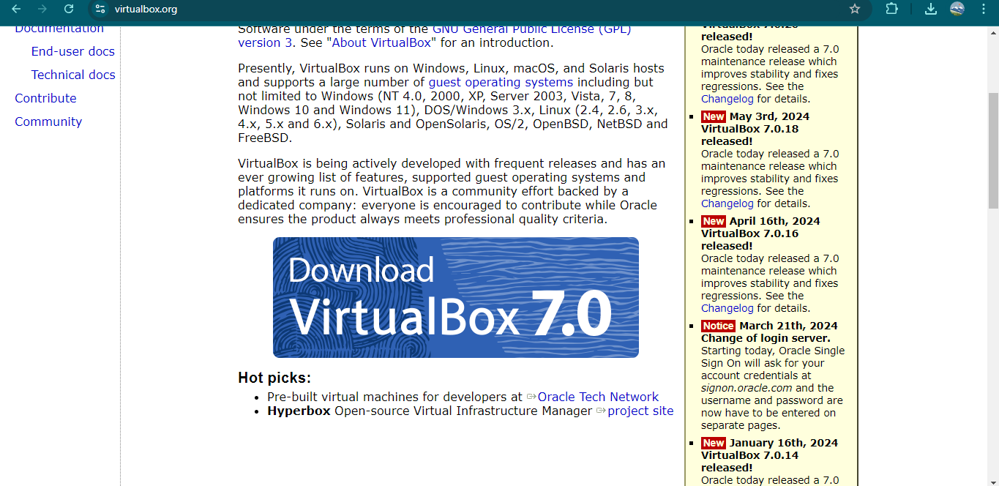 virtualbox.org
Documentation
End-user docs
Technical docs
Contribute
Community
Software under the terms of the GNU General Public License (GPL)
version 3. See "About VirtualBox" for an introduction.
Presently, VirtualBox runs on Windows, Linux, macOS, and Solaris hosts
and supports a large number of guest operating systems including but
not limited to Windows (NT 4.0, 2000, XP, Server 2003, Vista, 7, 8,
Windows 10 and Windows 11), DOS/Windows 3.x, Linux (2.4, 2.6, 3.x,
4.x, 5.x and 6.x), Solaris and OpenSolaris, OS/2, OpenBSD, NetBSD and
FreeBSD.
VirtualBox is being actively developed with frequent releases and has an
ever growing list of features, supported guest operating systems and
platforms it runs on. VirtualBox is a community effort backed by a
dedicated company: everyone is encouraged to contribute while Oracle
ensures the product always meets professional quality criteria.
Download
VirtualBox 7.0
Hot picks:
Pre-built virtual machines for developers at Oracle Tech Network
Hyperbox Open-source Virtual Infrastructure Manager project site
VirtualBox 7.0.20
released!
Oracle today released a 7.0
maintenance release which
improves stability and fixes
regressions. See the
Changelog for details.
New May 3rd, 2024
VirtualBox 7.0.18
released!
Oracle today released a 7.0
maintenance release which
improves stability and fixes
regressions. See the
Changelog for details.
New April 16th, 2024
VirtualBox 7.0.16
released!
Oracle today released a 7.0
maintenance release which
improves stability and fixes
regressions. See the
Changelog for details.
Notice March 21th, 2024
Change of login server.
Starting today, Oracle Single
Sign On will ask for your
account credentials at
signon.oracle.com and the
username and password are
now have to be entered on
separate pages.
New January 16th, 2024
VirtualBox 7.0.14
released!
Oracle today released a 7.0